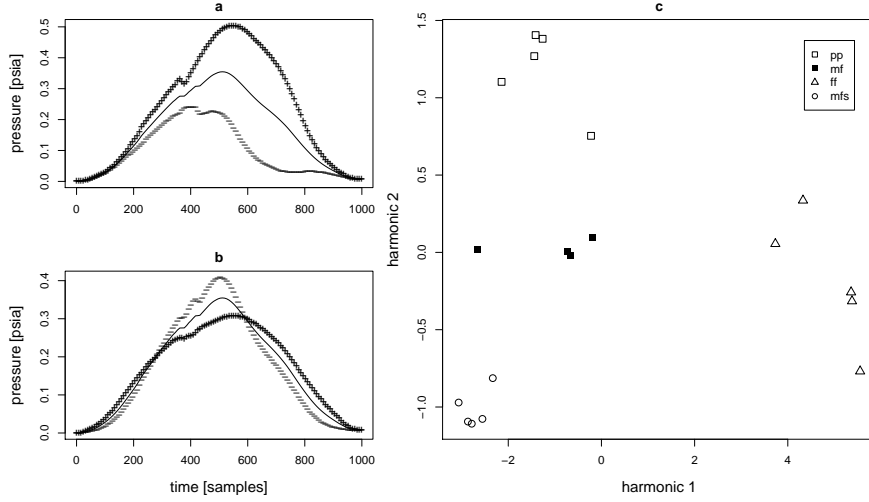 a
pressure [psia]
0.0 0.1 0.2 0.3 0.4 0.5
0 200 400 600 800 1000
b
pressure [psia]
0.0 0.1 0.2 0.3 0.4
0 200 400 600 800 1000
time [samples]
c
harmonic 2
−1.0 −0.5 0.0 0.5 1.0 1.5
pp
mf
ff
mfs
−2 0 2 4
harmonic 1